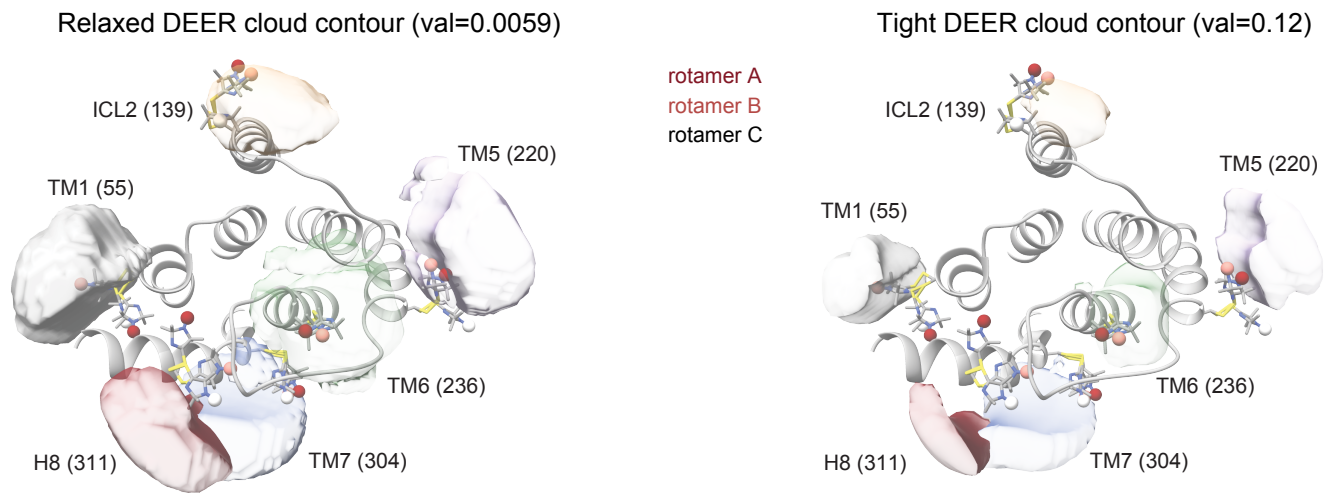 Relaxed DEER cloud contour (val=0.0059)
ICL2 (139)
TM5 (220)
TM1 (55)
TM6 (236)
H8 (311)
TM7 (304)
rotamer A
rotamer B
rotamer C
Tight DEER cloud contour (val=0.12)
ICL2 (139)
TM5 (220)
TM1 (55)
TM6 (236)
H8 (311)
TM7 (304)